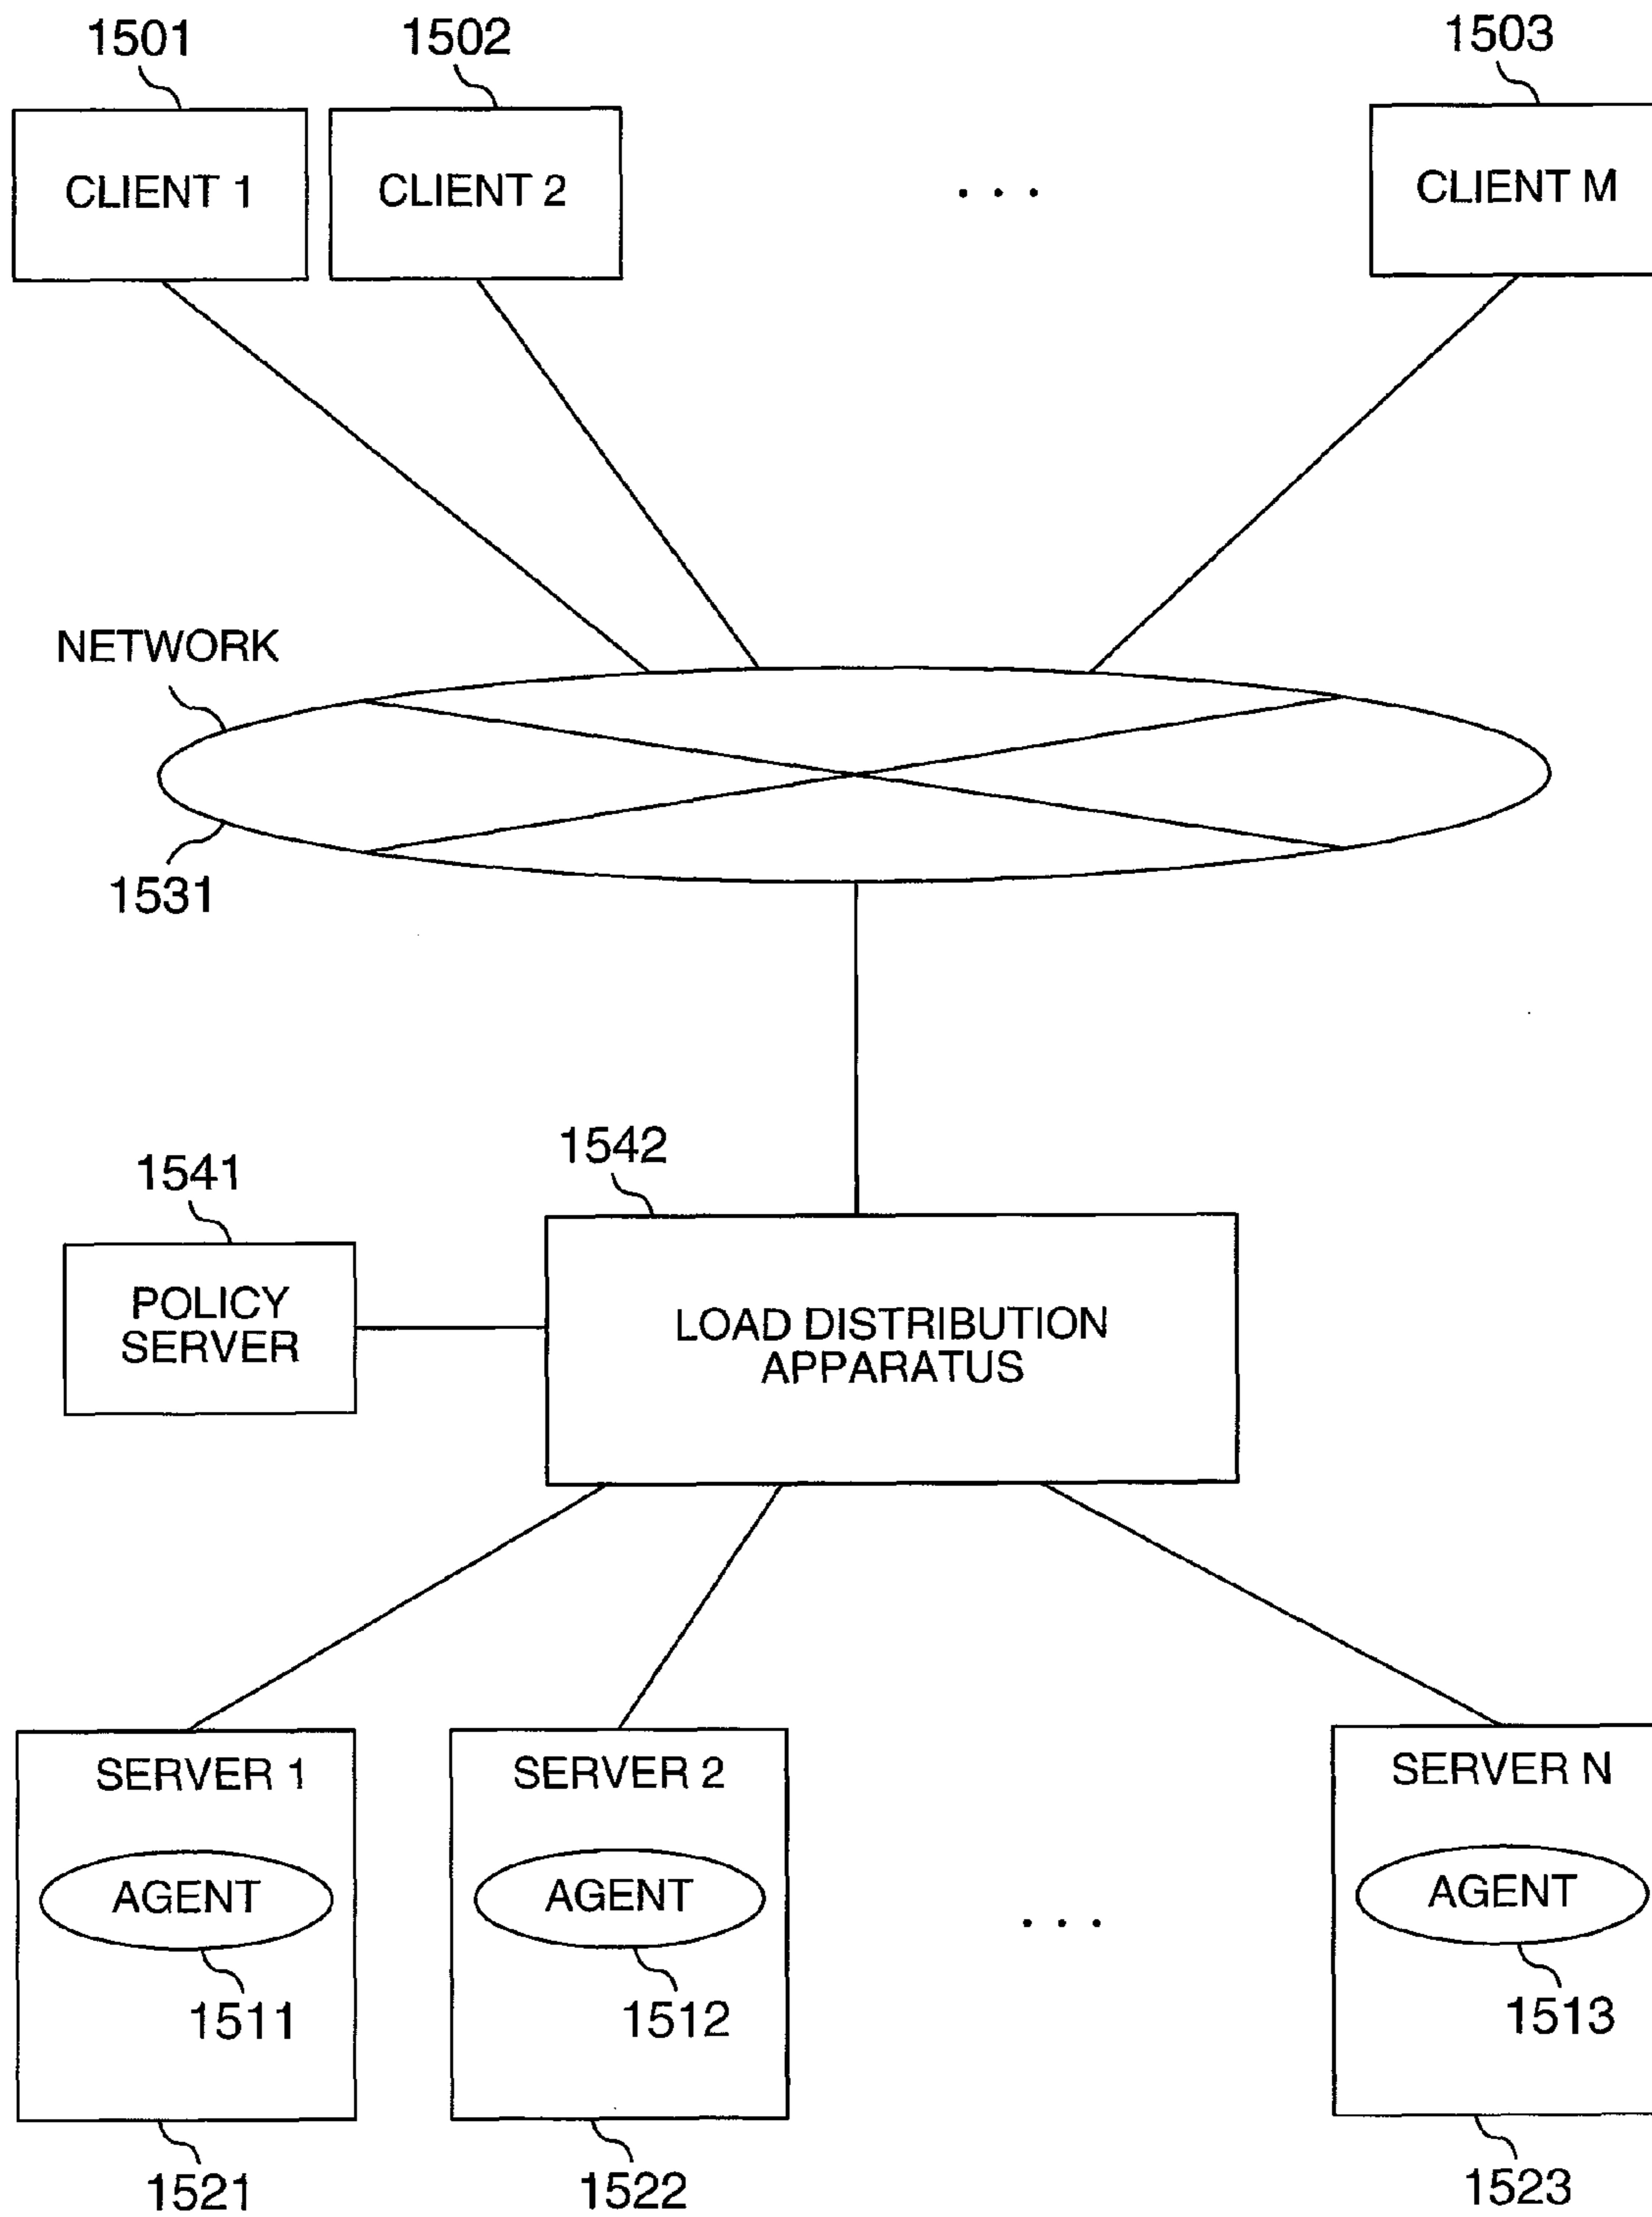 1501
1502
1503
CLIENT 1
CLIENT 2
. . .
CLIENT M
NETWORK
1531
1542
1541
POLICY
SERVER
LOAD DISTRIBUTION
APPARATUS
SERVER 1
SERVER 2
SERVER N
AGENT
AGENT
. . .
AGENT
1511
1512
1513
1521
1522
1523